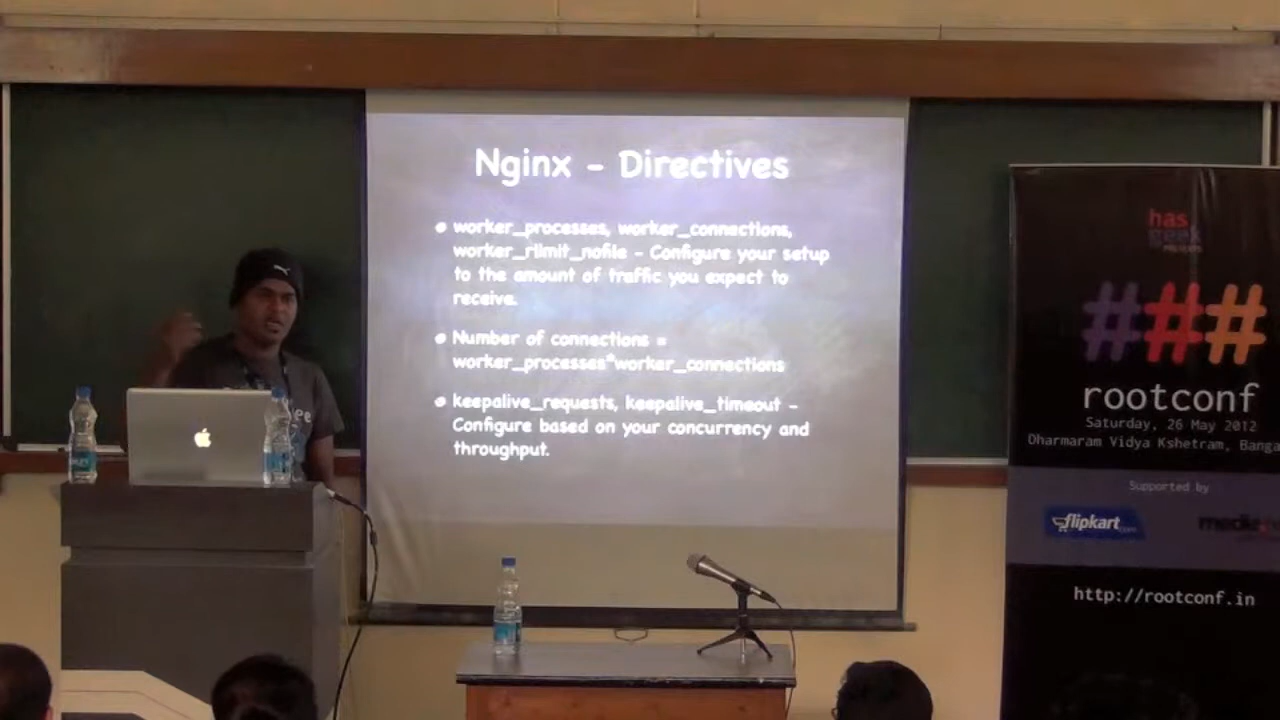 Nginx - Directives
worker_processes, worker_connections,
worker_rlimit_nofile - Configure your setup
to the amount of traffic you expect to
receive.
Number of connections =
worker_processes*worker_connections
keepalive_requests, keepalive_timeout -
Configure based on your concurrency and
throughput.
has
geek
###
rootconf
Saturday, 26 May 2012
Dharmaram Vidya Kshetram, Banga
Supported by
flipkart.com
http://rootconf.in